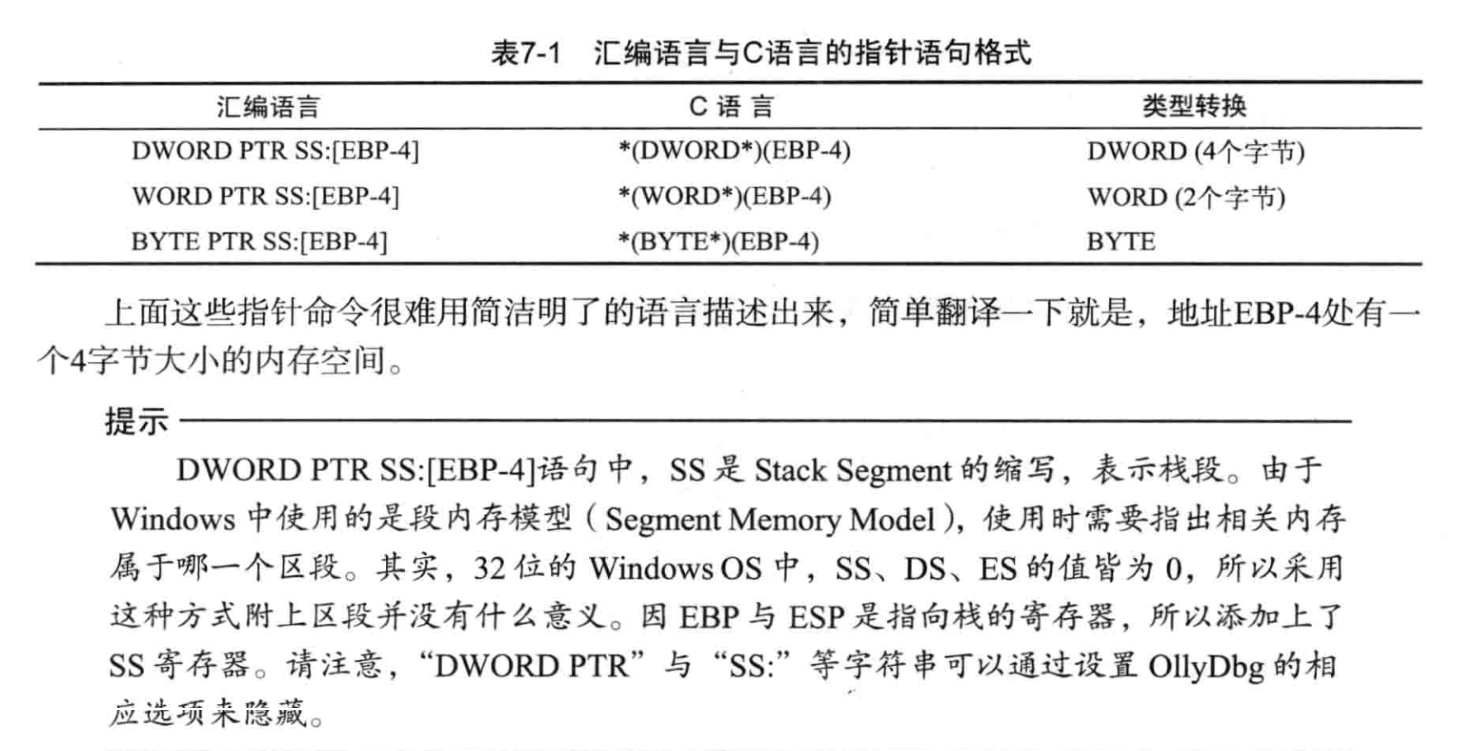 表7-1 汇编语言与C语言的指针语句格式
汇编语言 C 语 言 类型转换
DWORD PTR SS:[EBP-4] *(DWORD*)(EBP-4) DWORD (4个字节)
WORD PTR SS:[EBP-4] *(WORD*)(EBP-4) WORD (2个字节)
BYTE PTR SS:[EBP-4] *(BYTE*)(EBP-4) BYTE
上面这些指针命令很难用简洁明了的语言描述出来，简单翻译一下就是，地址EBP-4处有一
个4字节大小的内存空间。
提示
DWORD PTR SS:[EBP-4]语句中，SS 是 Stack Segment 的缩写，表示栈段。由于
Windows 中使用的是段内存模型（Segment Memory Model），使用时需要指出相关内存
属于哪一个区段。其实，32 位的 Windows OS 中，SS、DS、ES 的值皆为 0，所以采用
这种方式附上区段并没有什么意义。因 EBP 与 ESP 是指向栈的寄存器，所以添加上了
SS 寄存器。请注意，“DWORD PTR”与“SS:”等字符串可以通过设置 OllyDbg 的相
应选项来隐藏。